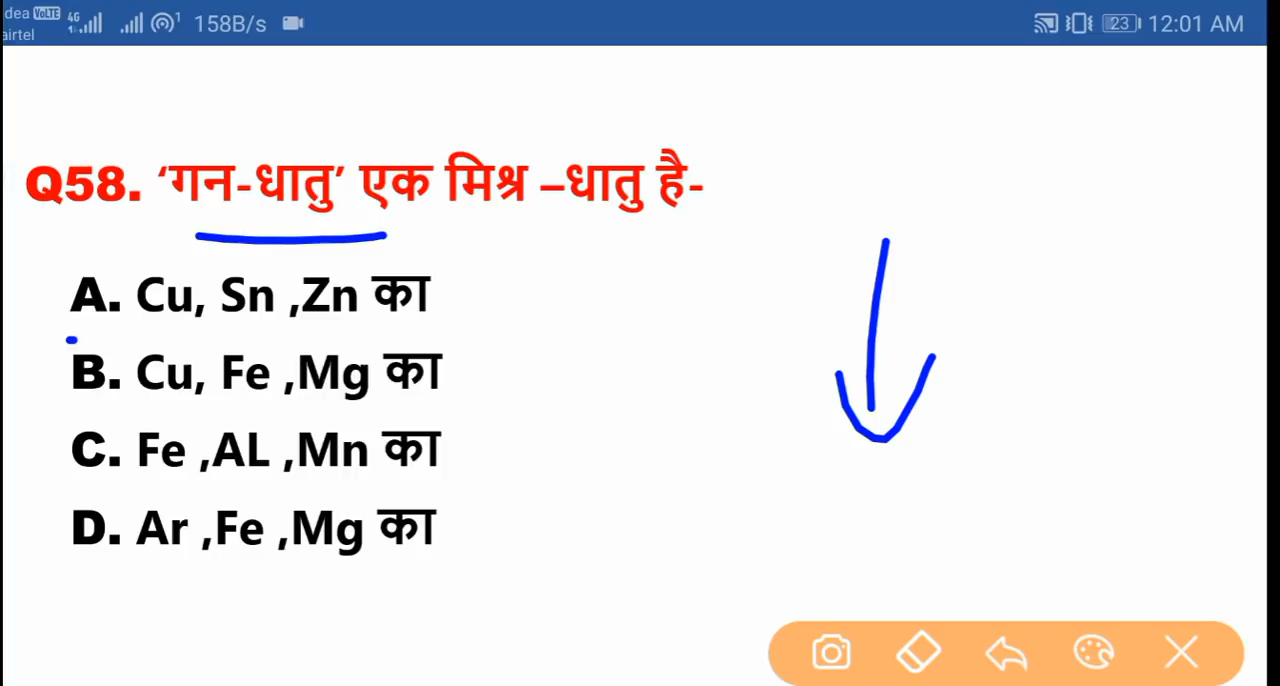 dea VoLTE 4G 1 158B/s 23 12:01 AM
airtel
Q58. ‘गन-धातु’ एक मिश्र –धातु है-
A. Cu, Sn ,Zn का
B. Cu, Fe ,Mg का
C. Fe ,AL ,Mn का
D. Ar ,Fe ,Mg का